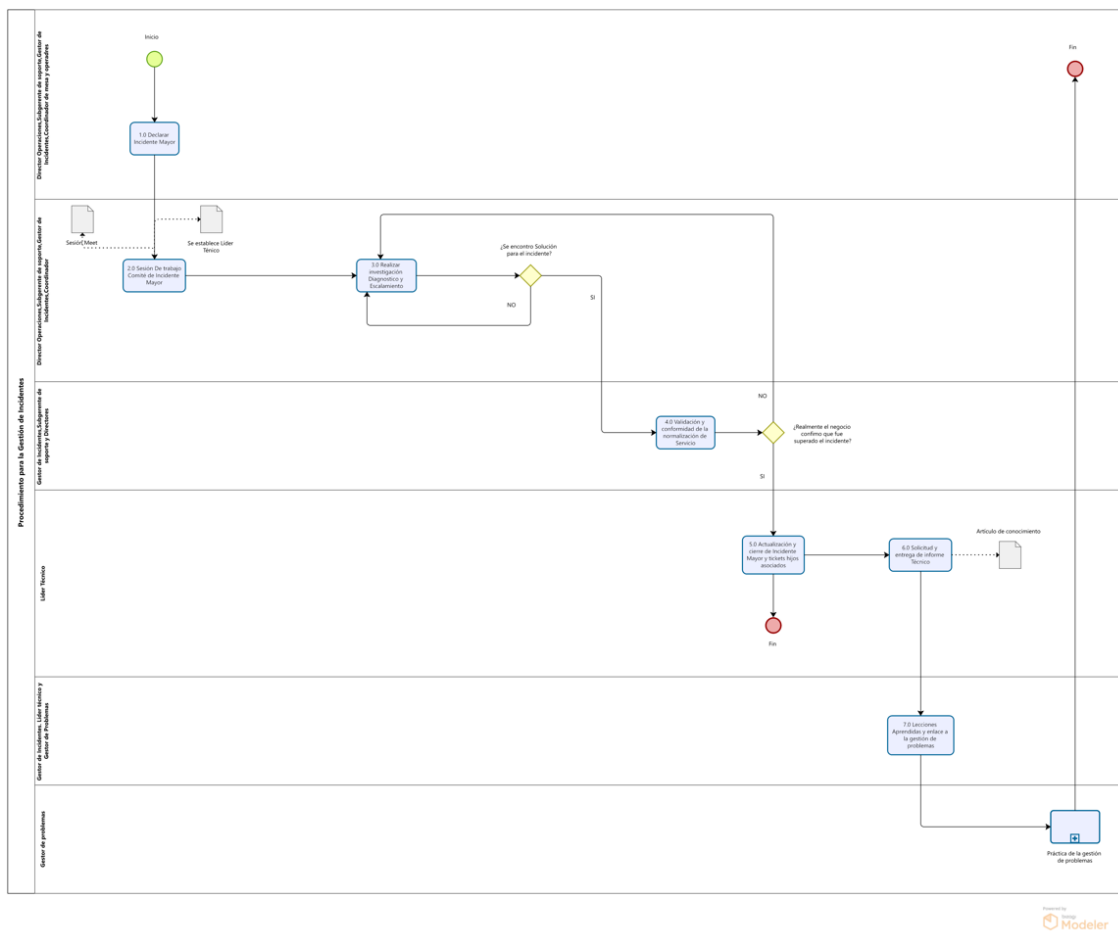 Procedimiento para la Gestión de Incidentes
Director Operaciones,Subgerente de soporte,Gestor de
Incidentes,Coordinador de mesa y operadres
Inicio
Fin
1.0 Declarar
Incidente Mayor
Director Operaciones,Subgerente de soporte,Gestor de
Incidentes,Coordinador
Se establece Lider
Ténico
2.0 Sesión De trabajo
Comité de Incidente
Mayor
3.0 Realizar
investigación
Diagnostico y
Escalamiento
¿Se encontro Solución
para el incidente?
NO
SI
Gestor de Incidentes,Subgerente de
soporte y Directores
4.0 Validación y
conformidad de la
normalización de
Servicio
NO
¿Realmente el negocio
confimo que fue
superado el incidente?
SI
Lider Técnico
5.0 Actualización y
cierre de Incidente
Mayor y tickets hijos
asociados
6.0 Solicitud y
entrega de informe
Técnico
Articulo de conocimiento
Fin
Gestor de Incidentes. Lider técnico y
Gestor de Problemas
7.0 Lecciones
Aprendidas y enlace a
la gestión de
problemas
Gestor de problemas
Práctica de la gestión
de problemas
Powered by
bizagi
Modeler